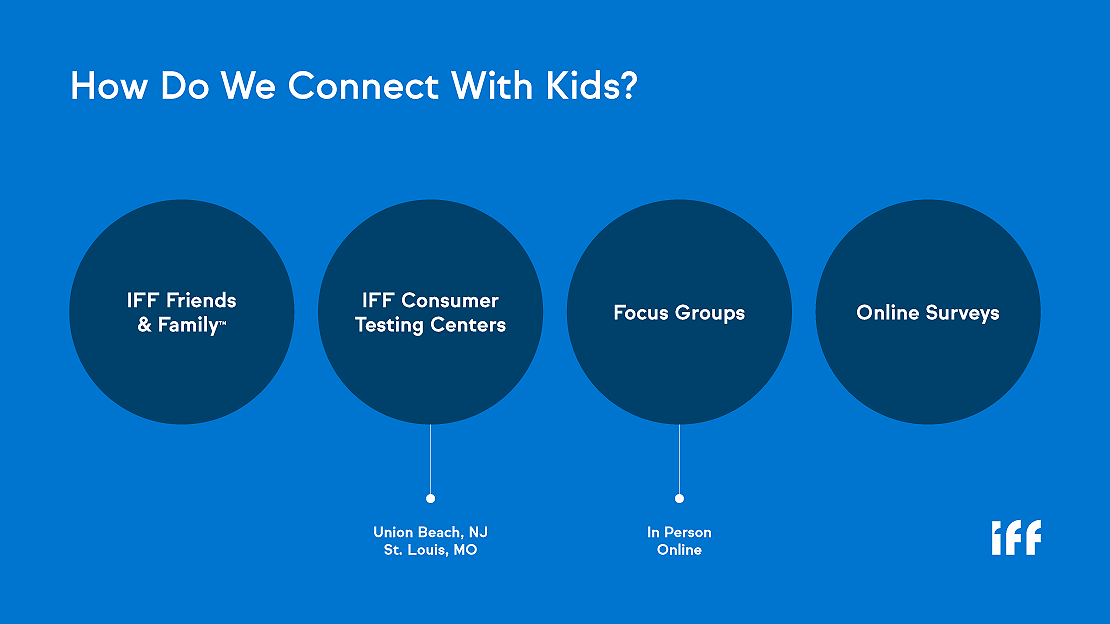 How Do We Connect With Kids?
IFF Friends
& Family™
IFF Consumer
Testing Centers
Focus Groups
Online Surveys
Union Beach, NJ
St. Louis, MO
In Person
Online
iff